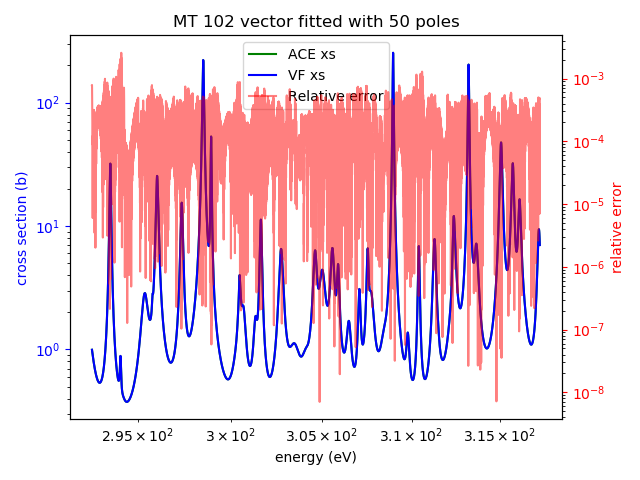 MT 102 vector fitted with 50 poles
ACE xs
VF xs
Relative error
cross section (b)
10²
10¹
10⁰
10⁻³
10⁻⁴
10⁻⁵
10⁻⁶
10⁻⁷
10⁻⁸
relative error
2.95 × 10² 3 × 10² 3.05 × 10² 3.1 × 10² 3.15 × 10²
energy (eV)